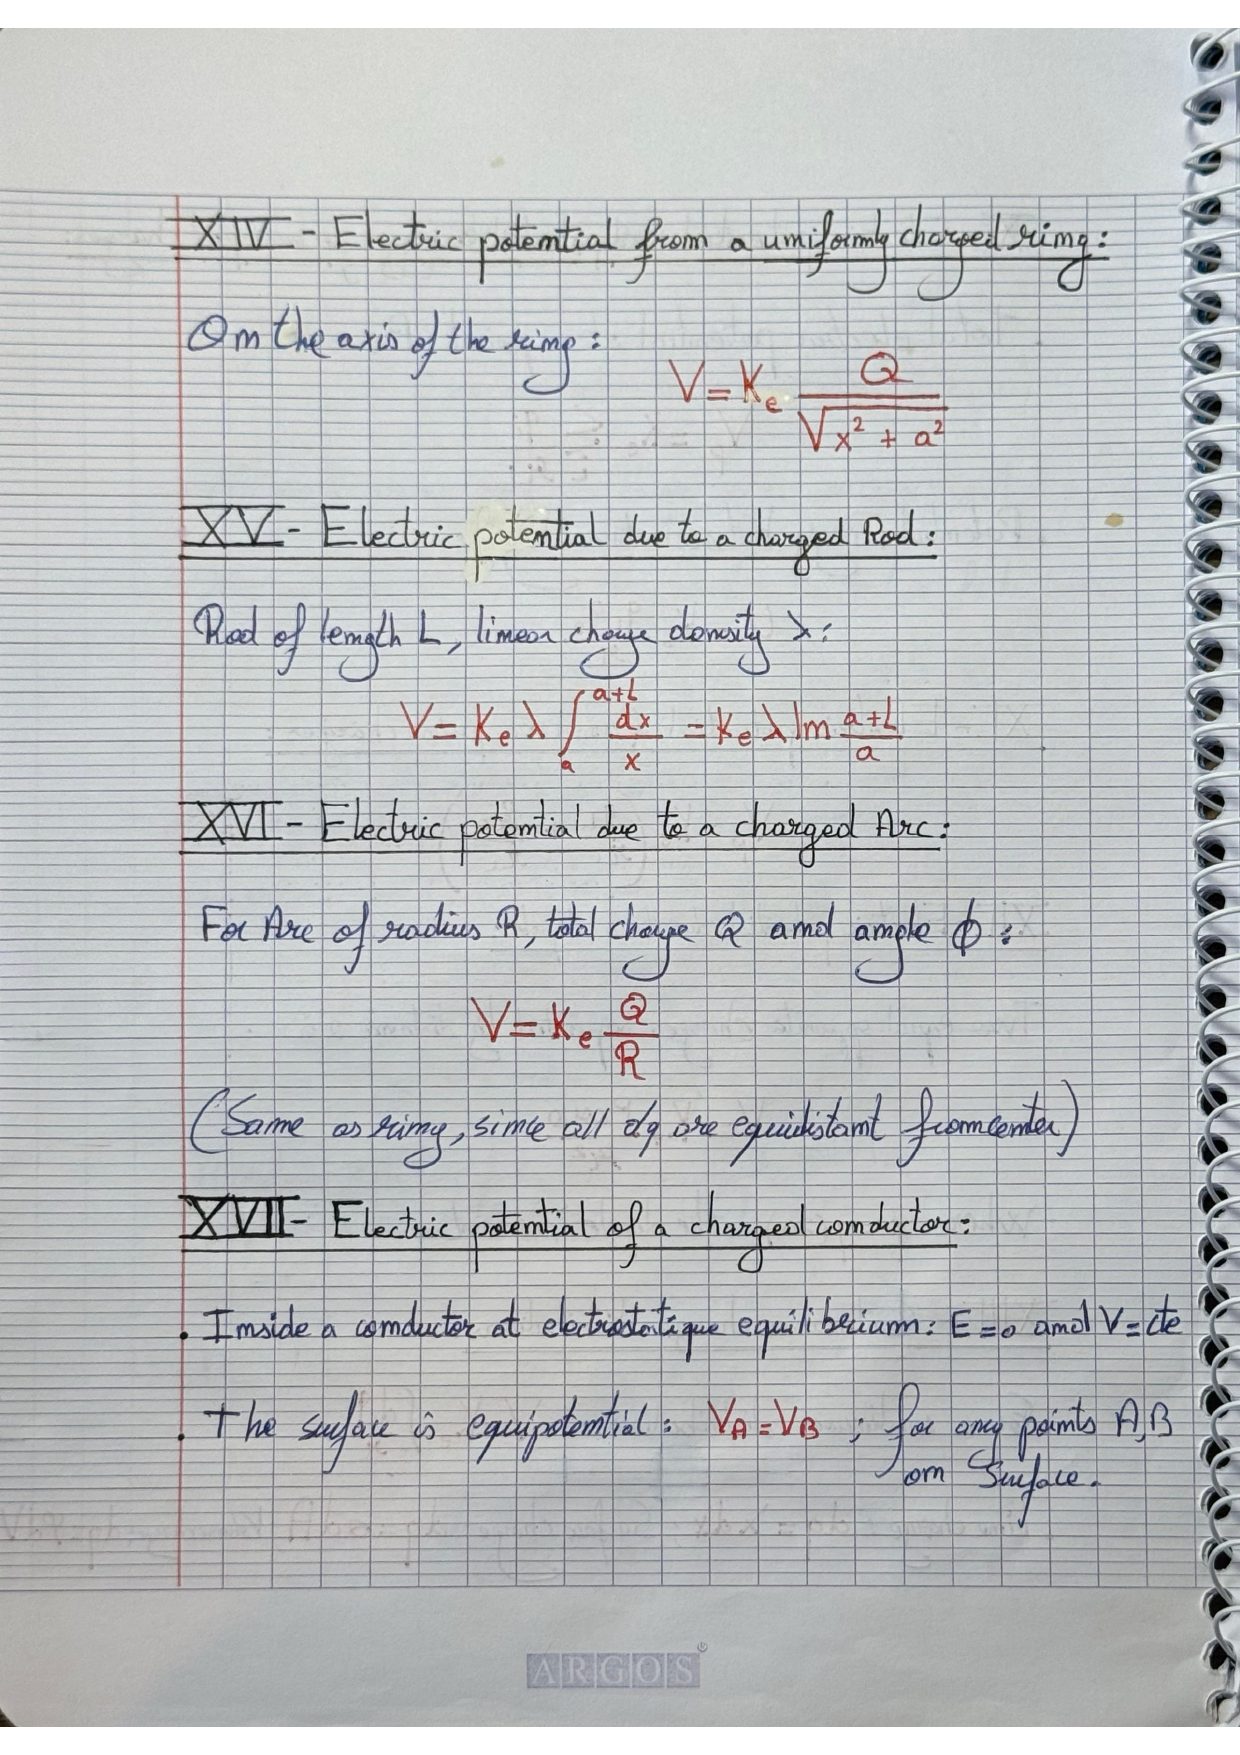 XIV - Electric potential from a uniformly charged ring:
On the axis of the ring:
V = Ke Q / √(x² + a²)
XV - Electric potential due to a charged Rod:
Rod of length L, linear charge density λ:
V = Ke λ ∫ₐᵃ⁺ᴸ dx/x = Ke λ ln (a+L)/a
XVI - Electric potential due to a charged Arc:
For Arc of radius R, total charge Q and angle ϕ:
V = Ke Q/R
(Same as ring, since all dq are equidistant from center)
XVII - Electric potential of a charged conductor:
. Inside a conductor at electrostatique equilibrium: E = 0 and V = cte
. The surface is equipotential: VA = VB ; for any points A,B
on surface.
ARGOS®